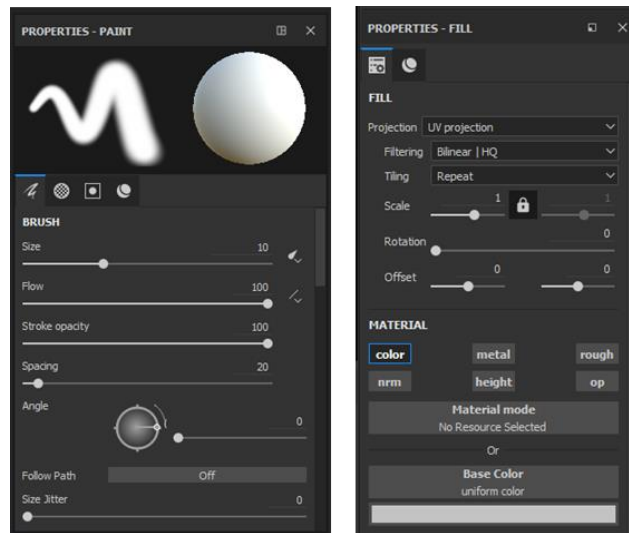 PROPERTIES - PAINT
BRUSH
Size 10
Flow 100
Stroke opacity 100
Spacing 20
Angle 0
Follow Path Off
Size Jitter 0
PROPERTIES - FILL
FILL
Projection UV projection
Filtering Bilinear | HQ
Tiling Repeat
Scale 1 1
Rotation 0
Offset 0 0
MATERIAL
color metal rough
nrm height op
Material mode
No Resource Selected
Or
Base Color
uniform color